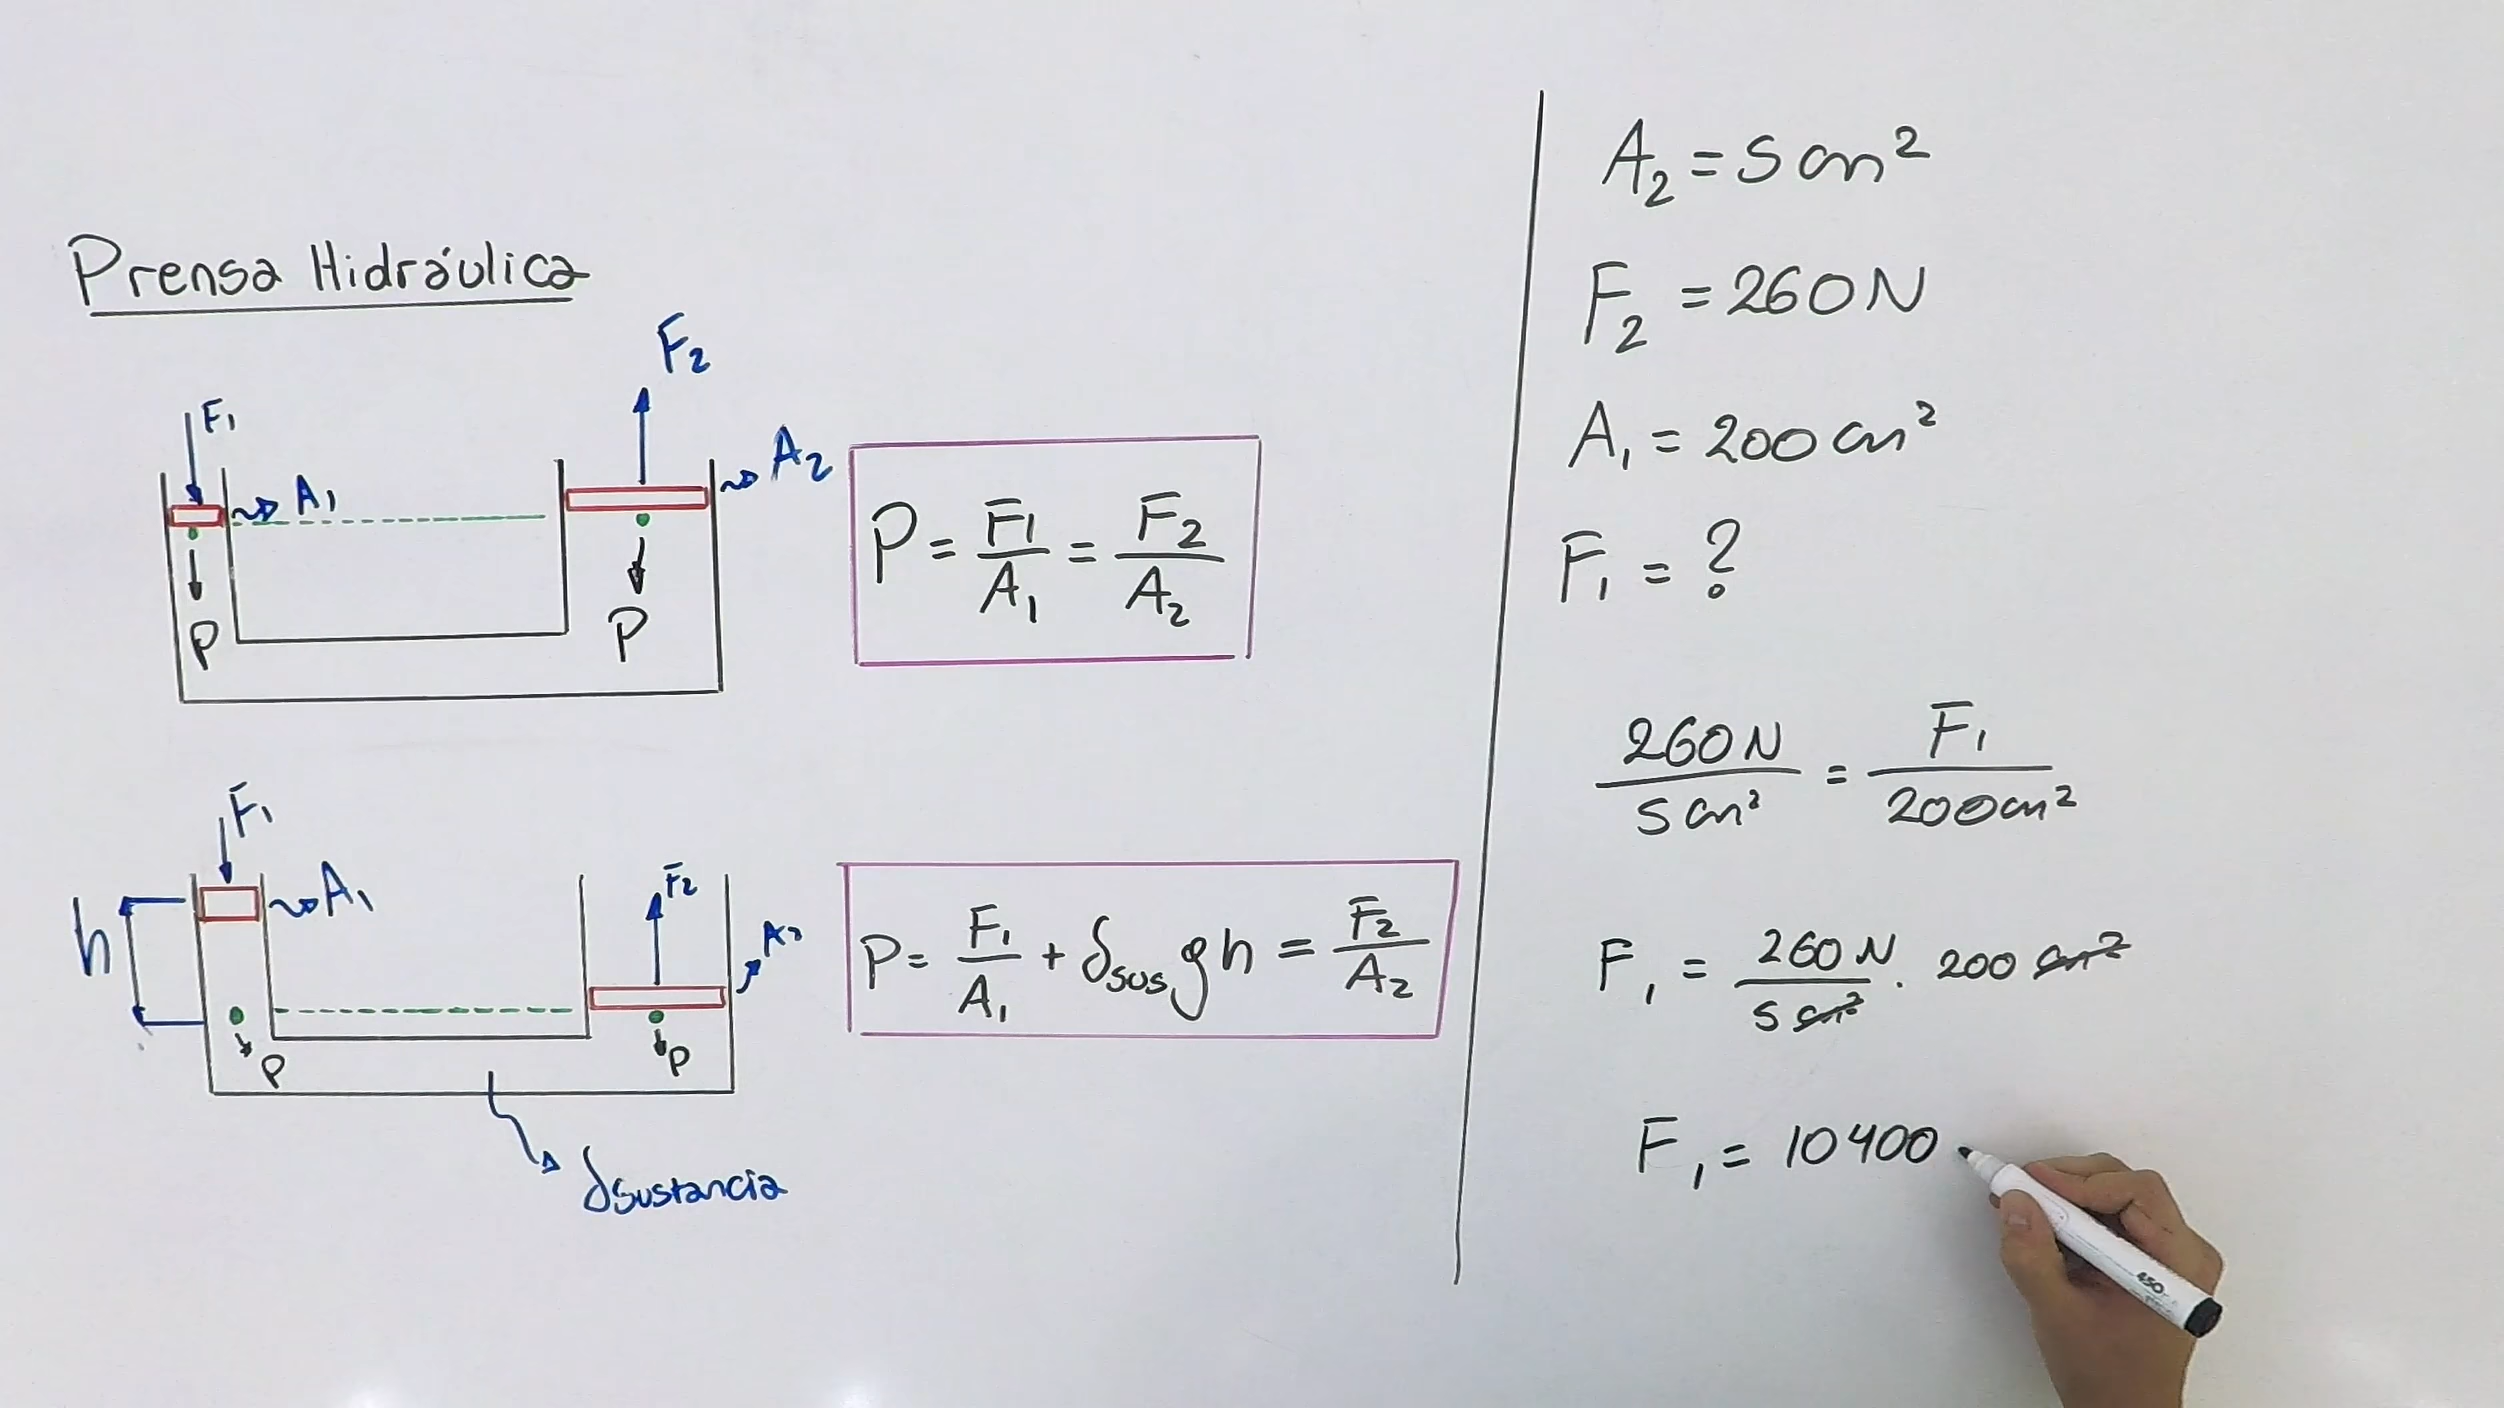 Prensa Hidráulica
F1
A1
F2
A2
P
P
P = F1/A1 = F2/A2
F1
A1
h
P
F2
A2
P
δsustancia
P = F1/A1 + δsus gh = F2/A2
A2 = 5 cm²
F2 = 260 N
A1 = 200 cm²
F1 = ?
260 N / 5 cm² = F1 / 200 cm²
F1 = 260 N / 5 cm² · 200 cm²
F1 = 10400
450